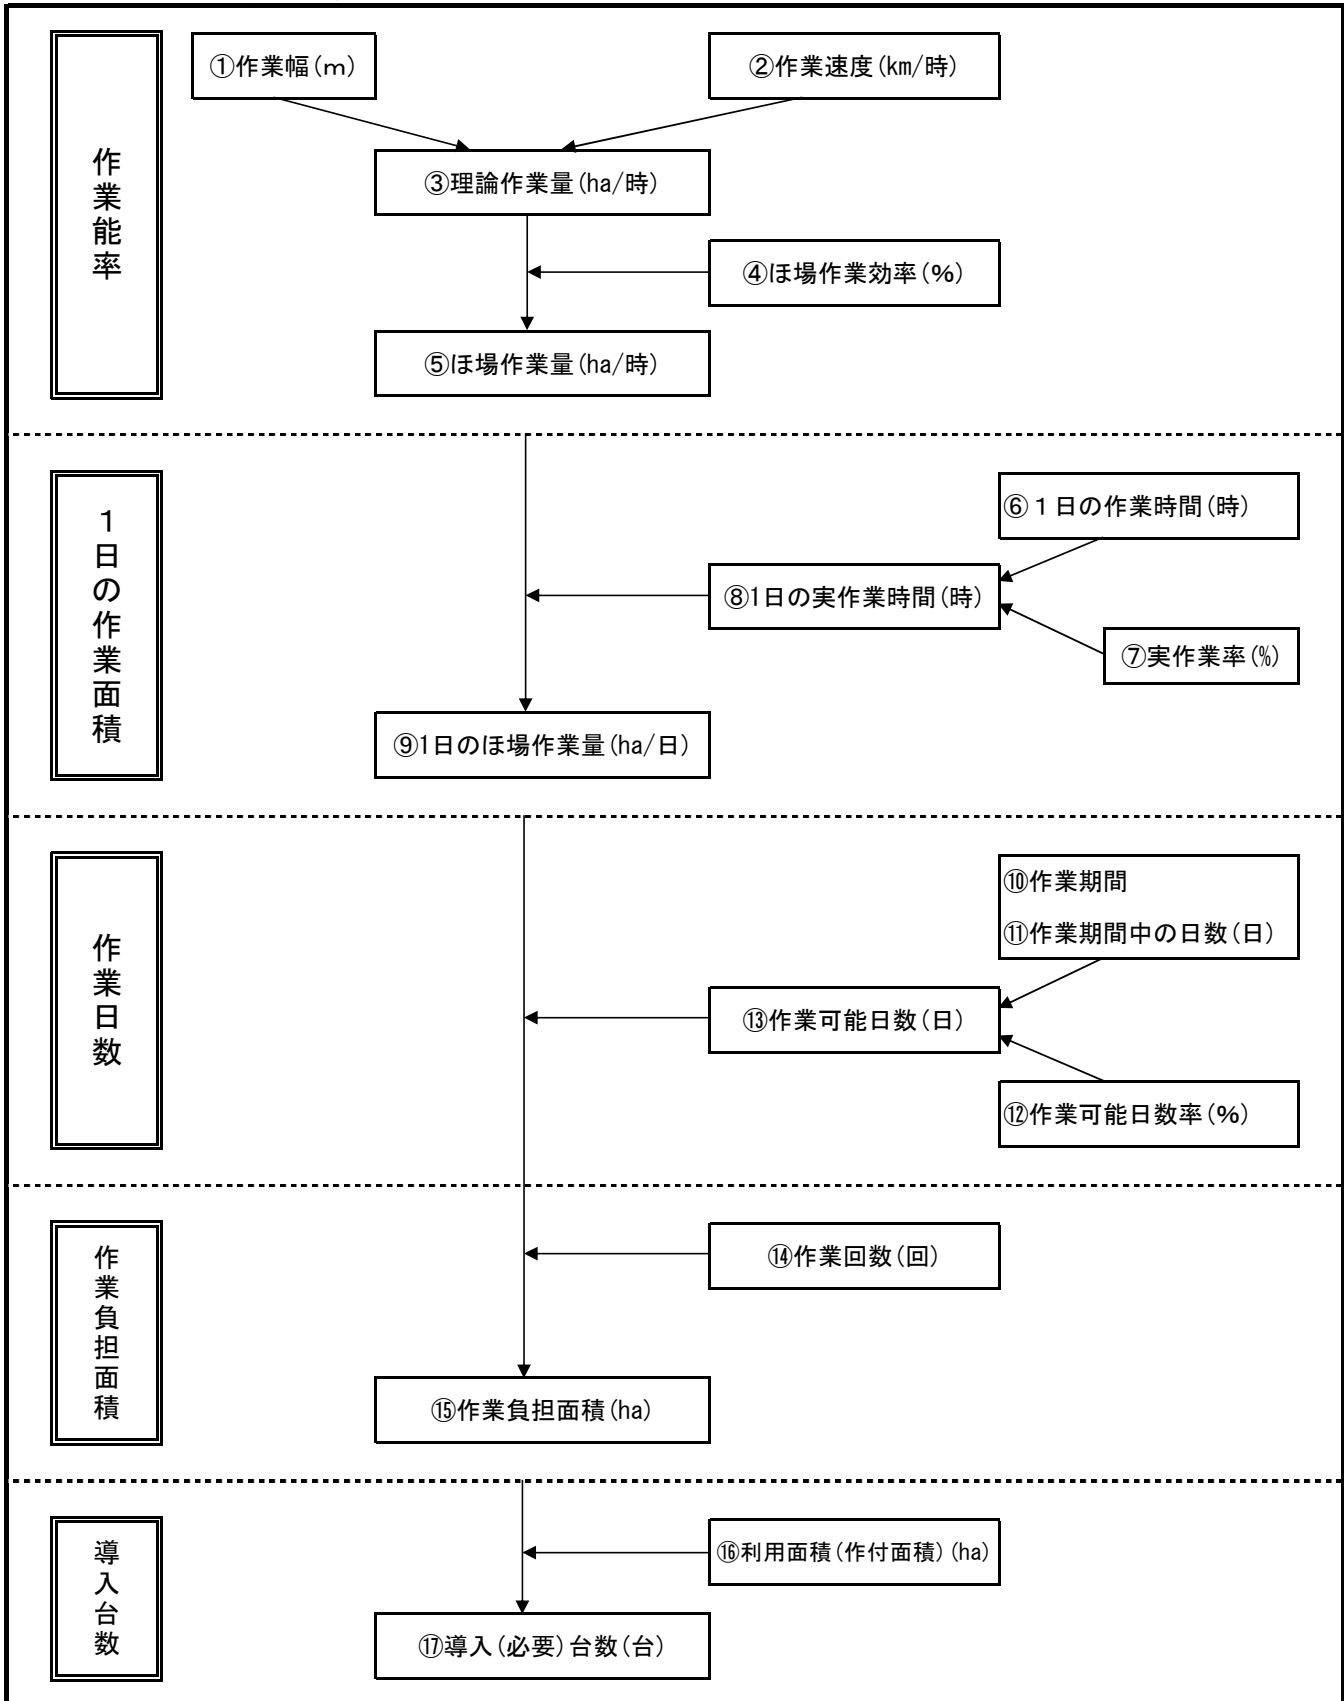 作業能率
①作業幅(ｍ)
②作業速度(km/時)
③理論作業量(ha/時)
④ほ場作業効率(%)
⑤ほ場作業量(ha/時)
１日の作業面積
⑥１日の作業時間(時)
⑧1日の実作業時間(時)
⑦実作業率(%)
⑨1日のほ場作業量(ha/日)
作業日数
⑩作業期間
⑪作業期間中の日数(日)
⑬作業可能日数(日)
⑫作業可能日数率(%)
作業負担面積
⑭作業回数(回)
⑮作業負担面積(ha)
導入台数
⑯利用面積(作付面積)(ha)
⑰導入(必要)台数(台)